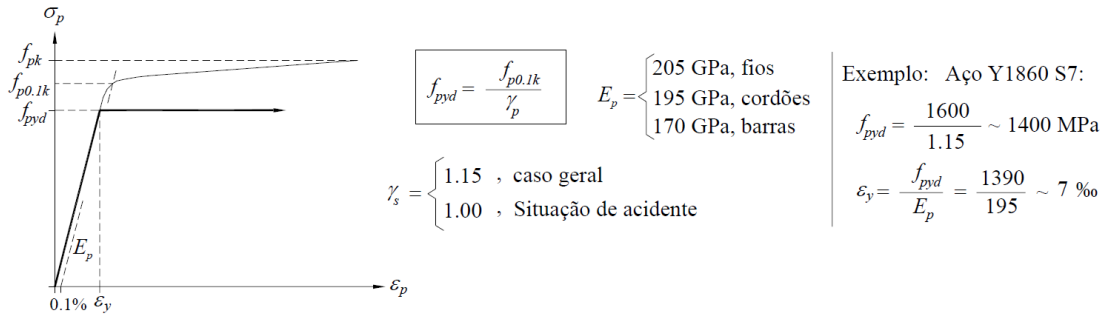 σp
fpk
fp0.1k
fpyd
Ep
0.1% εy
εp
fpyd = fp0.1k / γp
Ep = { 205 GPa, fios
195 GPa, cordões
170 GPa, barras
γs = { 1.15 , caso geral
1.00 , Situação de acidente
Exemplo: Aço Y1860 S7:
fpyd = 1600 / 1.15 ~ 1400 MPa
εy = fpyd / Ep = 1390 / 195 ~ 7 ‰